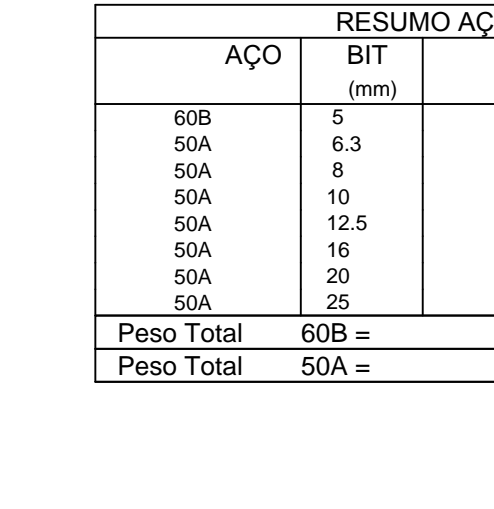 RESUMO AÇ
AÇO BIT
(mm)
60B 5
50A 6.3
50A 8
50A 10
50A 12.5
50A 16
50A 20
50A 25
Peso Total 60B =
Peso Total 50A =